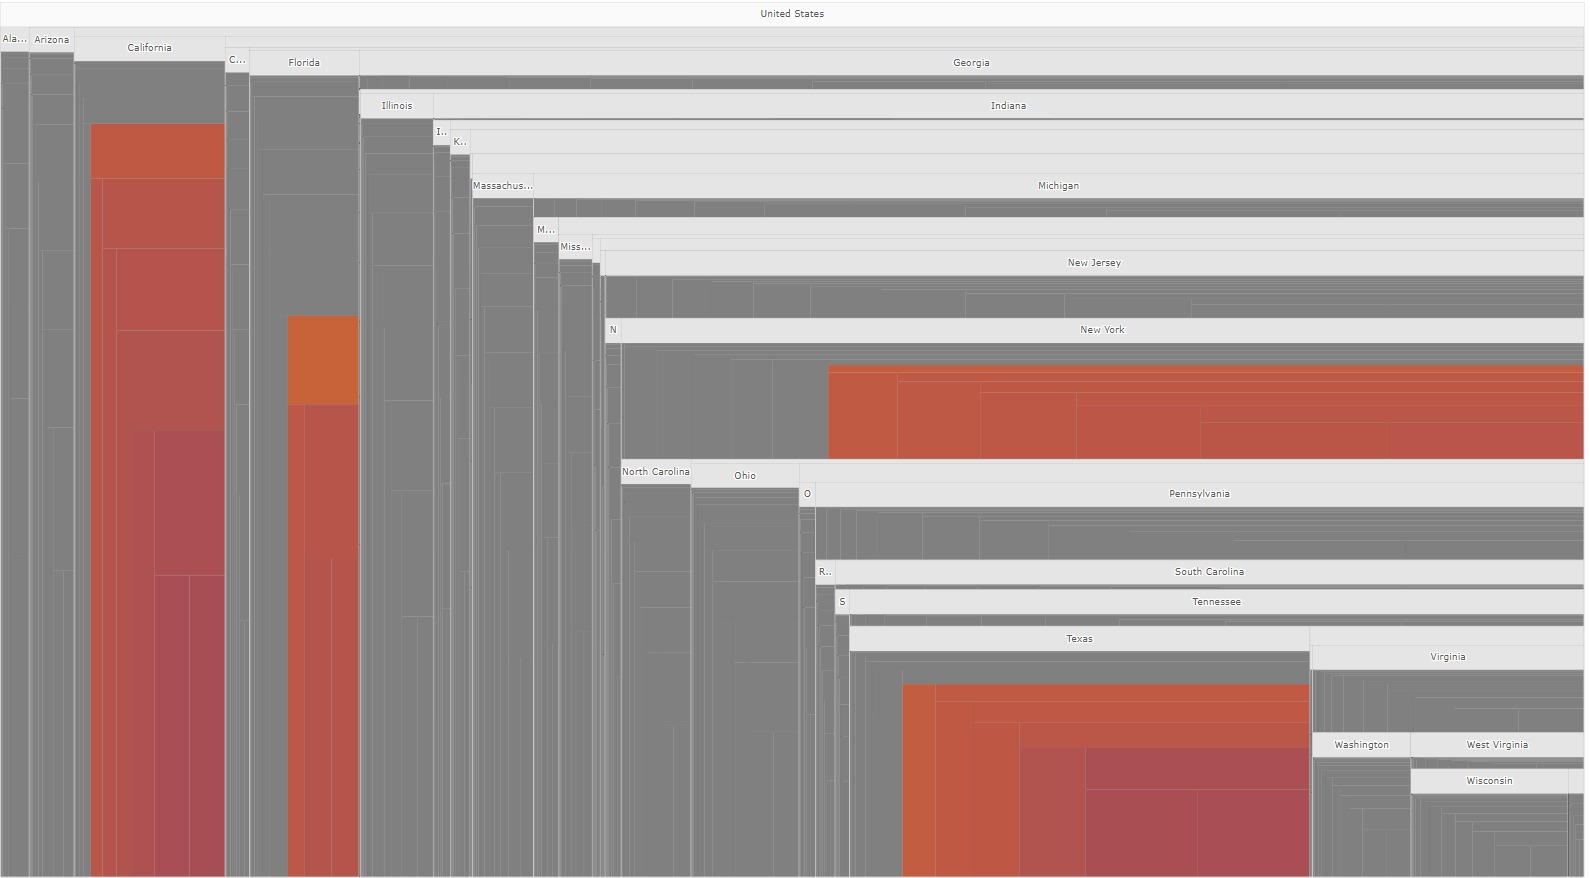 United States
Ala...
Arizona
California
C...
Florida
Georgia
Illinois
Indiana
I..
K..
Massachus...
Michigan
M...
Miss...
New Jersey
N
New York
North Carolina
Ohio
O
Pennsylvania
R..
South Carolina
S
Tennessee
Texas
Virginia
Washington
West Virginia
Wisconsin